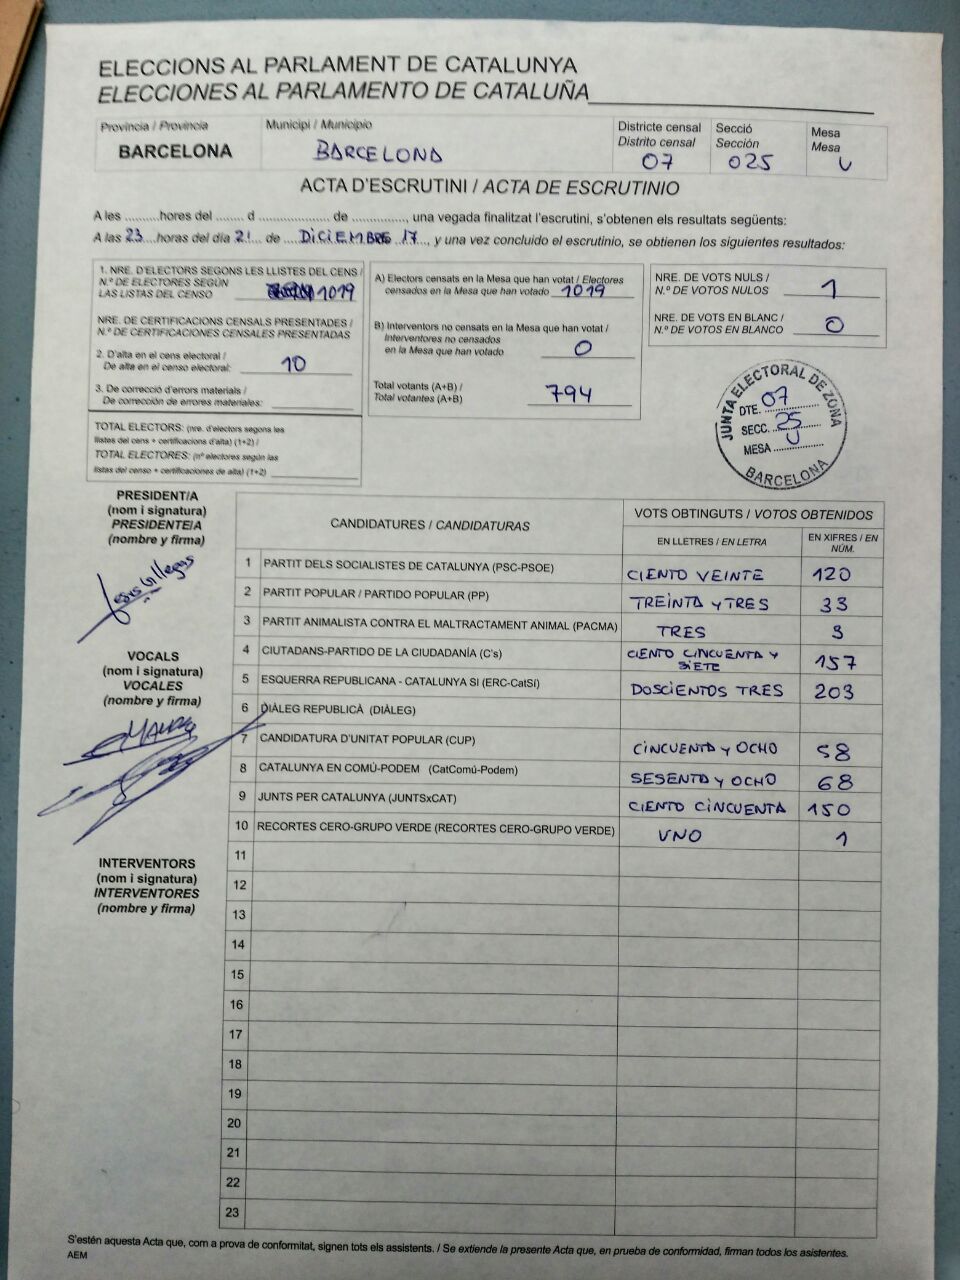 ELECCIONS AL PARLAMENT DE CATALUNYA
ELECCIONES AL PARLAMENTO DE CATALUÑA
Província / Provincia
BARCELONA
Municipi / Municipio
BARCELONA
Districte censal
Distrito censal
07
Secció
Sección
025
Mesa
Mesa
U
ACTA D'ESCRUTINI / ACTA DE ESCRUTINIO
A les ..........hores del ........ d ..................... de ................, una vegada finalitzat l'escrutini, s'obtenen els resultats següents:
A las 23 horas del día 21 de DICIEMBRE 17, y una vez concluido el escrutinio, se obtienen los siguientes resultados:
1. NRE. D'ELECTORS SEGONS LES LLISTES DEL CENS /
N.º DE ELECTORES SEGÚN
LAS LISTAS DEL CENSO 1019
NRE. DE CERTIFICACIONS CENSALS PRESENTADES /
N.º DE CERTIFICACIONES CENSALES PRESENTADAS
2. D'alta en el cens electoral /
De alta en el censo electoral: 10
3. De correcció d'errors materials /
De corrección de errores materiales:
TOTAL ELECTORS: (nre. d'electors segons les
llistes del cens + certificacions d'alta) (1+2) /
TOTAL ELECTORES: (nº electores según las
listas del censo + certificaciones de alta) (1+2)
A) Electors censats en la Mesa que han votat / Electores
censados en la Mesa que han votado 1019
B) Interventors no censats en la Mesa que han votat /
Interventores no censados
en la Mesa que han votado 0
Total votants (A+B) /
Total votantes (A+B) 794
NRE. DE VOTS NULS /
N.º DE VOTOS NULOS 1
NRE. DE VOTS EN BLANC /
N.º DE VOTOS EN BLANCO 0
JUNTA ELECTORAL DE ZONA
DTE. 07
SECC. 25
MESA U
BARCELONA
PRESIDENT/A
(nom i signatura)
PRESIDENTE/A
(nombre y firma)
VOCALS
(nom i signatura)
VOCALES
(nombre y firma)
INTERVENTORS
(nom i signatura)
INTERVENTORES
(nombre y firma)
CANDIDATURES / CANDIDATURAS
VOTS OBTINGUTS / VOTOS OBTENIDOS
EN LLETRES / EN LETRA
EN XIFRES / EN NÚM.
1 PARTIT DELS SOCIALISTES DE CATALUNYA (PSC-PSOE) CIENTO VEINTE 120
2 PARTIT POPULAR / PARTIDO POPULAR (PP) TREINTA Y TRES 33
3 PARTIT ANIMALISTA CONTRA EL MALTRACTAMENT ANIMAL (PACMA) TRES 3
4 CIUTADANS-PARTIDO DE LA CIUDADANÍA (C's) CIENTO CINCUENTA Y SIETE 157
5 ESQUERRA REPUBLICANA - CATALUNYA SÍ (ERC-CatSí) DOSCIENTOS TRES 203
6 DIÀLEG REPUBLICÀ (DIÀLEG)
7 CANDIDATURA D'UNITAT POPULAR (CUP) CINCUENTA Y OCHO 58
8 CATALUNYA EN COMÚ-PODEM (CatComú-Podem) SESENTA Y OCHO 68
9 JUNTS PER CATALUNYA (JUNTSxCAT) CIENTO CINCUENTA 150
10 RECORTES CERO-GRUPO VERDE (RECORTES CERO-GRUPO VERDE) UNO 1
11
12
13
14
15
16
17
18
19
20
21
22
23
S'estén aquesta Acta que, com a prova de conformitat, signen tots els assistents. / Se extiende la presente Acta que, en prueba de conformidad, firman todos los asistentes.
AEM